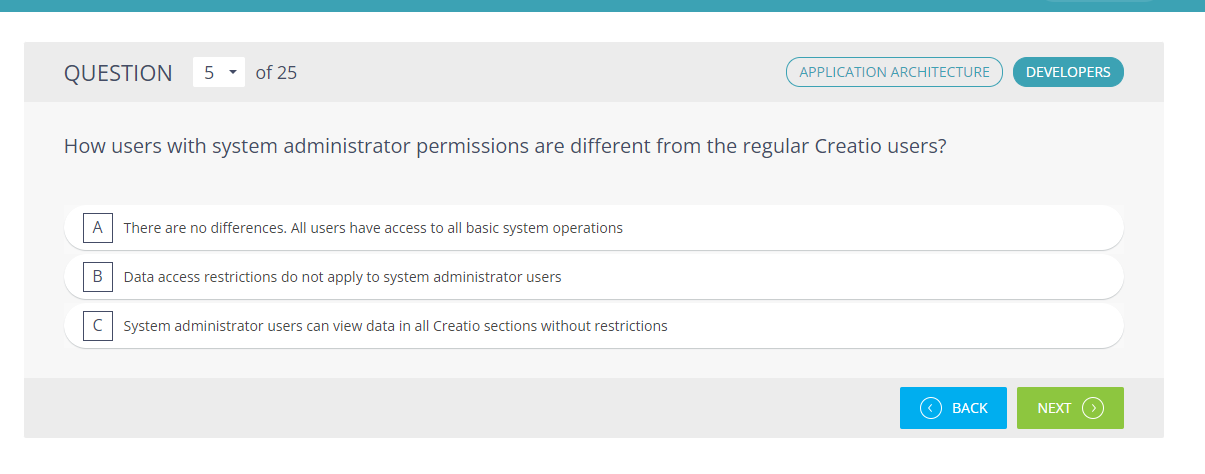 QUESTION 5 of 25 APPLICATION ARCHITECTURE DEVELOPERS
How users with system administrator permissions are different from the regular Creatio users?
A There are no differences. All users have access to all basic system operations
B Data access restrictions do not apply to system administrator users
C System administrator users can view data in all Creatio sections without restrictions
BACK NEXT